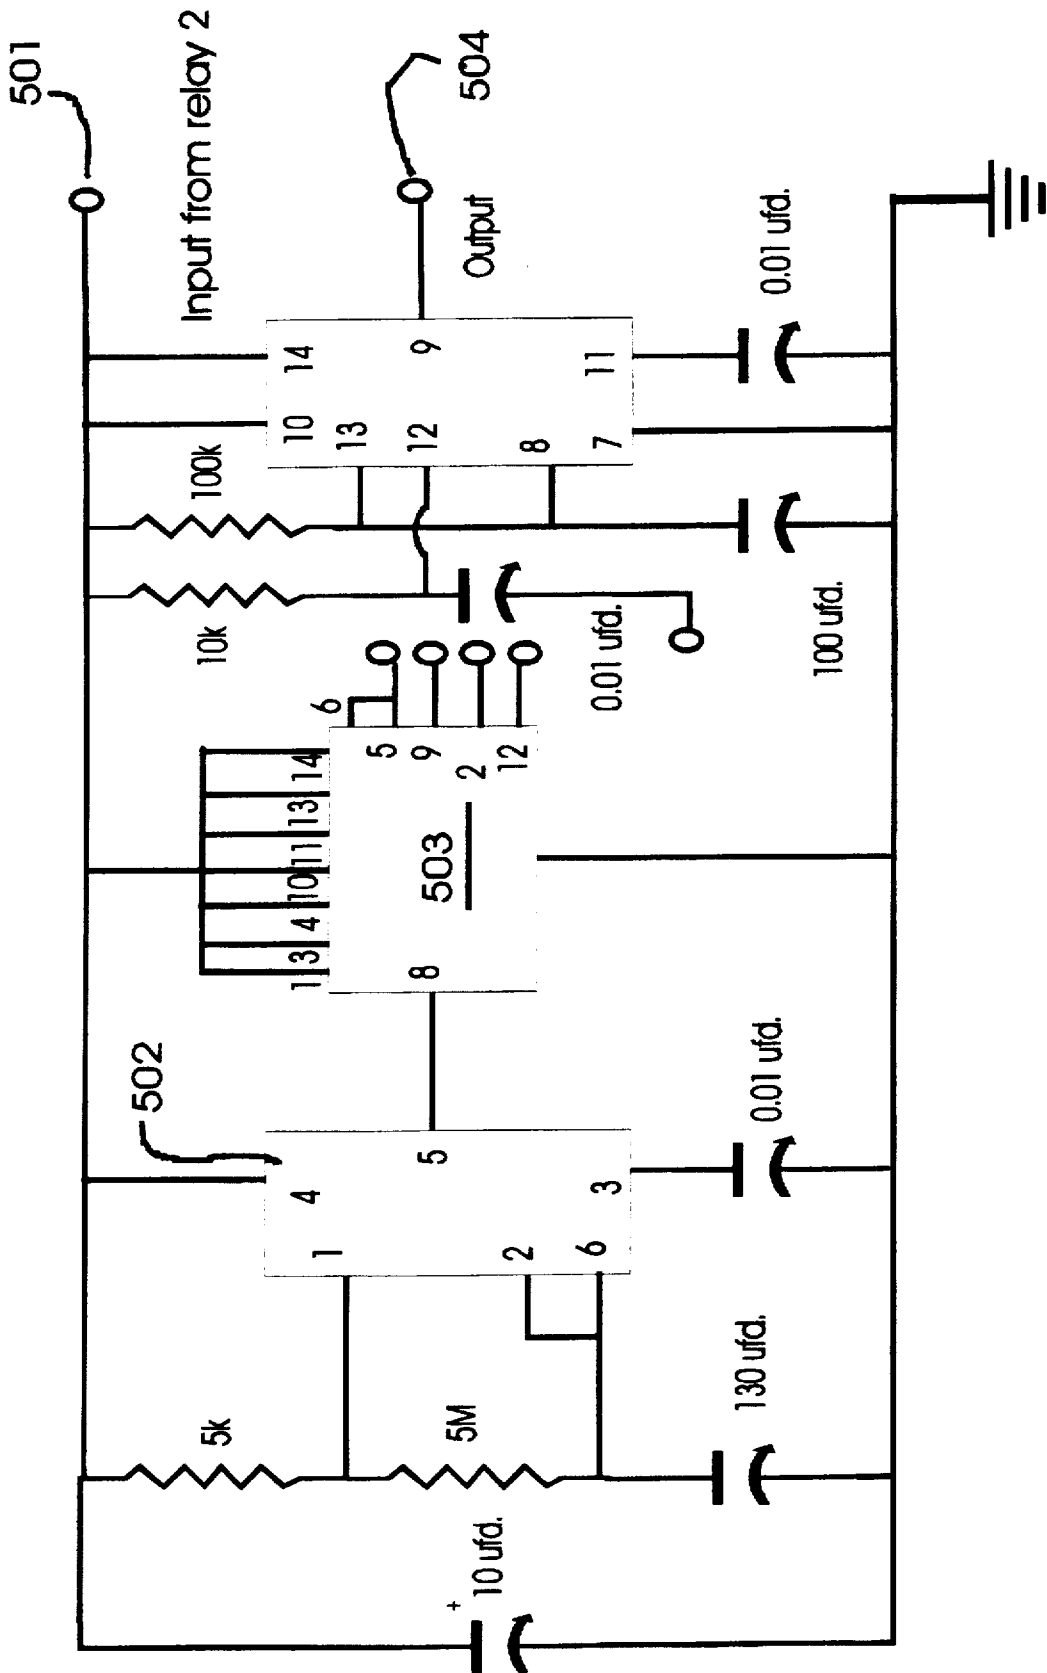 501
Input from relay 2
504
Output
14
10
9
13
12
8
7
11
0.01 ufd.
100k
10k
0.01 ufd.
100 ufd.
6
5
9
2
12
1 3 4 10 11 13 14
503
8
502
4
5
1
2
6
3
0.01 ufd.
5k
5M
130 ufd.
+
10 ufd.